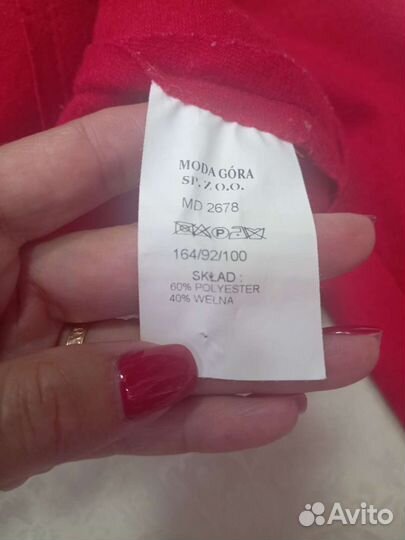 MODA GÓRA
SP. Z O.O.
MD 2678
164/92/100
SKŁAD :
60% POLYESTER
40% WEŁNA
Avito